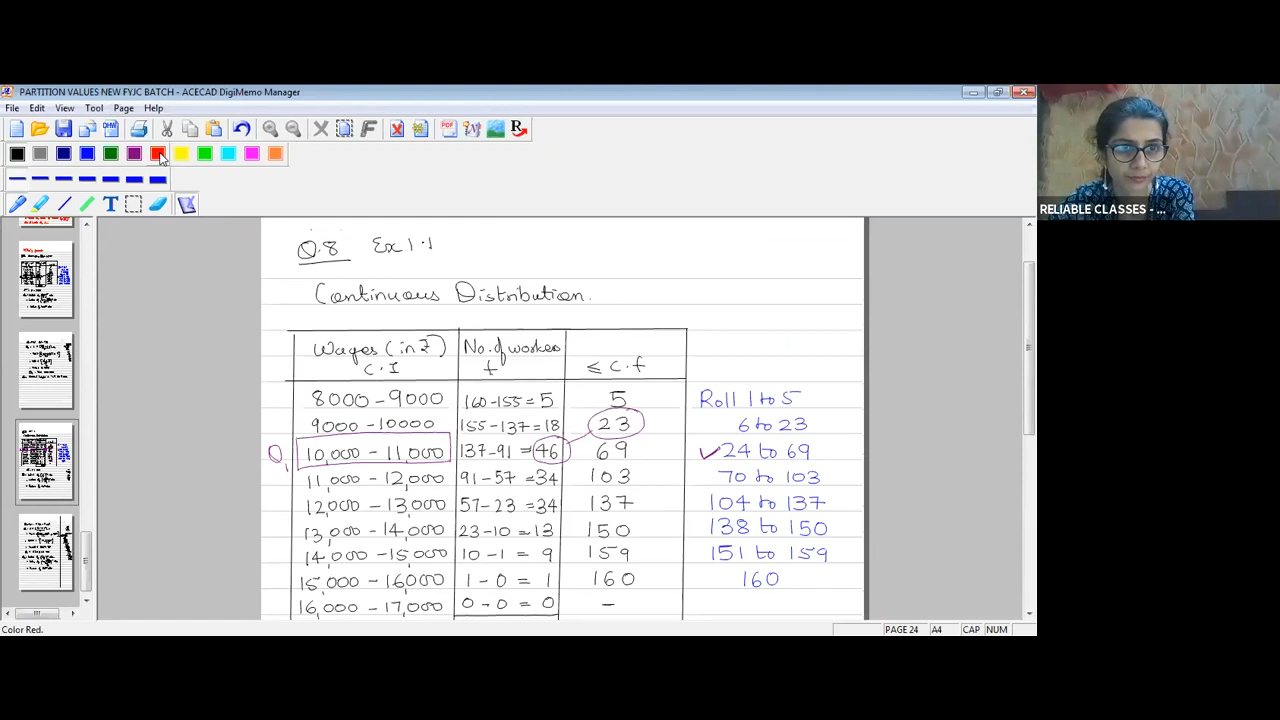 PARTITION VALUES NEW FYJC BATCH - ACECAD DigiMemo Manager
File Edit View Tool Page Help
Q.8 Ex 1.1
Continuous Distribution.
Wages (in ₹) No. of worker
C.I f ≤ c.f
8000 – 9000 160-155=5 5 Roll 1 to 5
9000 – 10000 155-137=18 23 6 to 23
Q1 10,000 – 11,000 137-91=46 69 ✓24 to 69
11,000 – 12,000 91-57=34 103 70 to 103
12,000 – 13,000 57-23=34 137 104 to 137
13,000 – 14,000 23-10=13 150 138 to 150
14,000 – 15,000 10-1= 9 159 151 to 159
15,000 – 16,000 1-0= 1 160 160
16,000 – 17,000 0-0= 0 –
RELIABLE CLASSES - ...
Color Red. PAGE 24 A4 CAP NUM